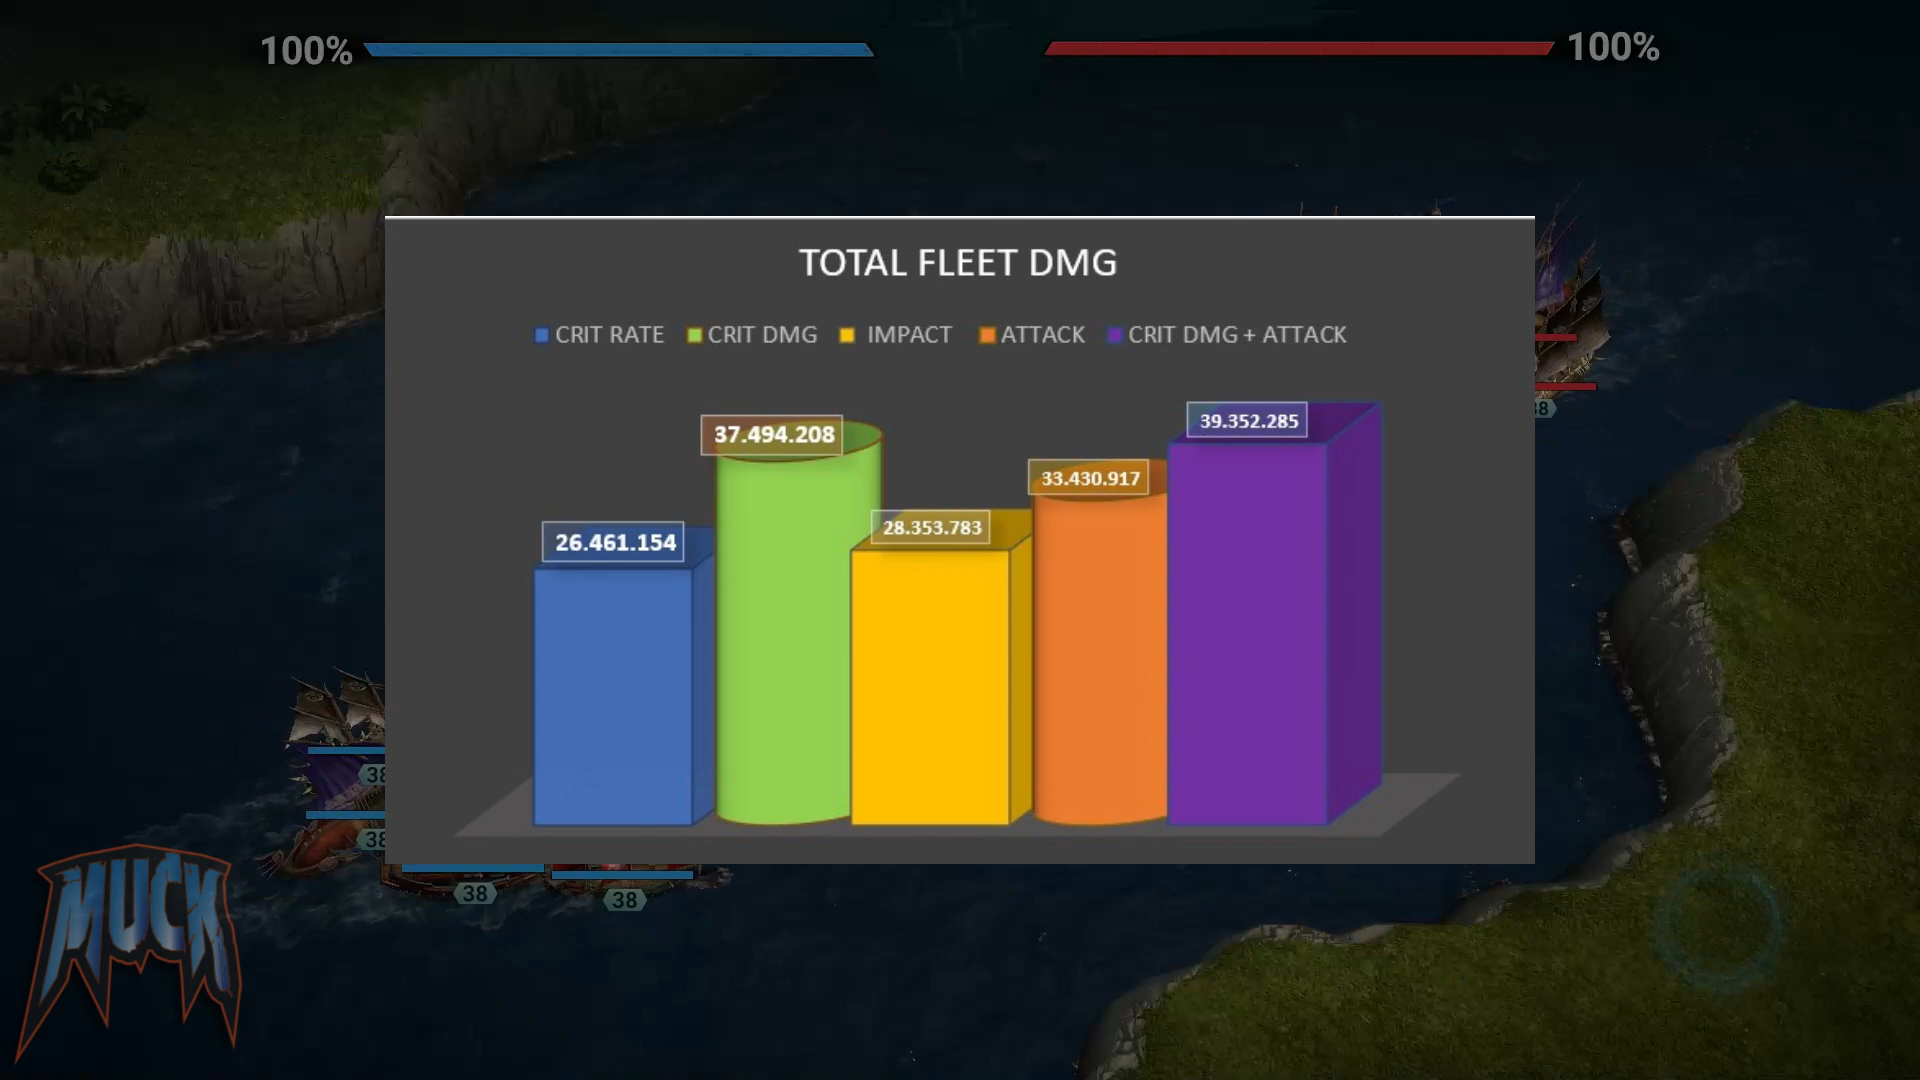 100%
100%
TOTAL FLEET DMG
CRIT RATE
CRIT DMG
IMPACT
ATTACK
CRIT DMG + ATTACK
39.352.285
37.494.208
33.430.917
28.353.783
26.461.154
38
38
38
38
MUCK